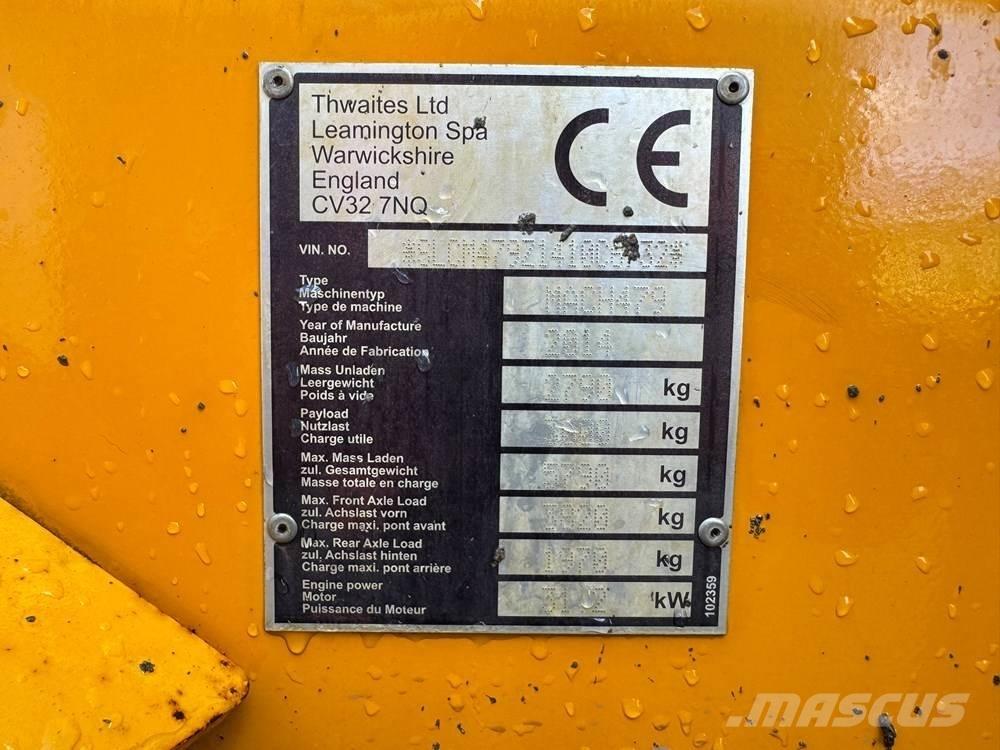 Thwaites Ltd
Leamington Spa
Warwickshire
England
CV32 7NQ
CE
VIN. NO.
Type
Maschinentyp
Type de machine
MACH479
Year of Manufacture
Baujahr
Année de Fabrication
2014
Mass Unladen
Leergewicht
Poids à vide
kg
Payload
Nutzlast
Charge utile
kg
Max. Mass Laden
zul. Gesamtgewicht
Masse totale en charge
kg
Max. Front Axle Load
zul. Achslast vorn
Charge maxi. pont avant
kg
Max. Rear Axle Load
zul. Achslast hinten
Charge maxi. pont arrière
kg
Engine power
Motor
Puissance du Moteur
kW
102359
MASCUS